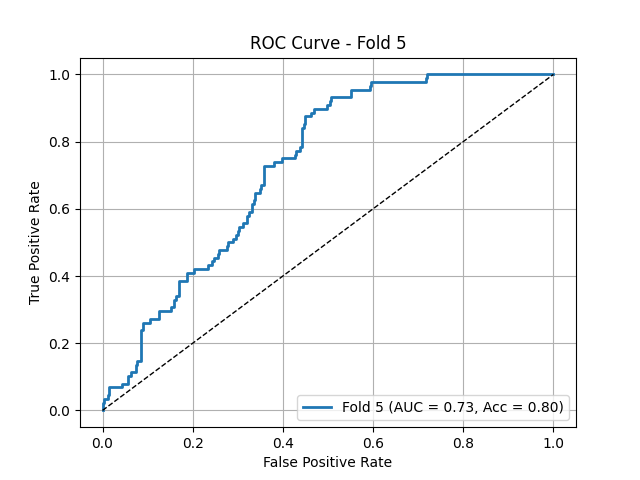 ROC Curve - Fold 5
True Positive Rate
1.0
0.8
0.6
0.4
0.2
0.0
Fold 5 (AUC = 0.73, Acc = 0.80)
0.0 0.2 0.4 0.6 0.8 1.0
False Positive Rate